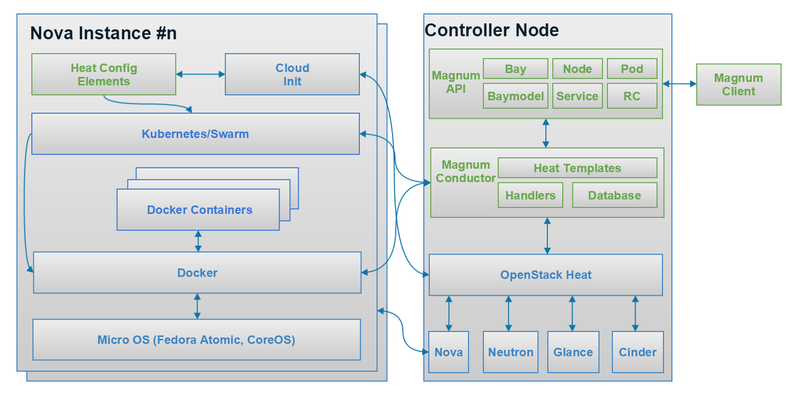 Nova Instance #n
Heat Config
Elements
Cloud
Init
Kubernetes/Swarm
Docker Containers
Docker
Micro OS (Fedora Atomic, CoreOS)
Controller Node
Magnum
API
Bay
Node
Pod
Baymodel
Service
RC
Magnum
Client
Magnum
Conductor
Heat Templates
Handlers
Database
OpenStack Heat
Nova
Neutron
Glance
Cinder